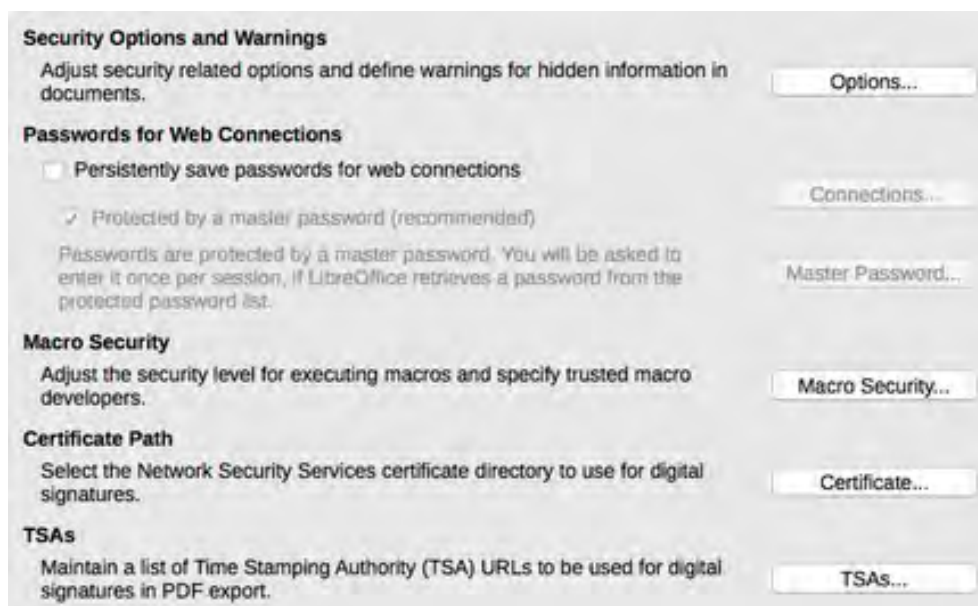 Security Options and Warnings
Adjust security related options and define warnings for hidden information in
documents.
Options...
Passwords for Web Connections
Persistently save passwords for web connections
Connections...
Protected by a master password (recommended)
Passwords are protected by a master password. You will be asked to
enter it once per session, if LibreOffice retrieves a password from the
protected password list.
Master Password...
Macro Security
Adjust the security level for executing macros and specify trusted macro
developers.
Macro Security...
Certificate Path
Select the Network Security Services certificate directory to use for digital
signatures.
Certificate...
TSAs
Maintain a list of Time Stamping Authority (TSA) URLs to be used for digital
signatures in PDF export.
TSAs...